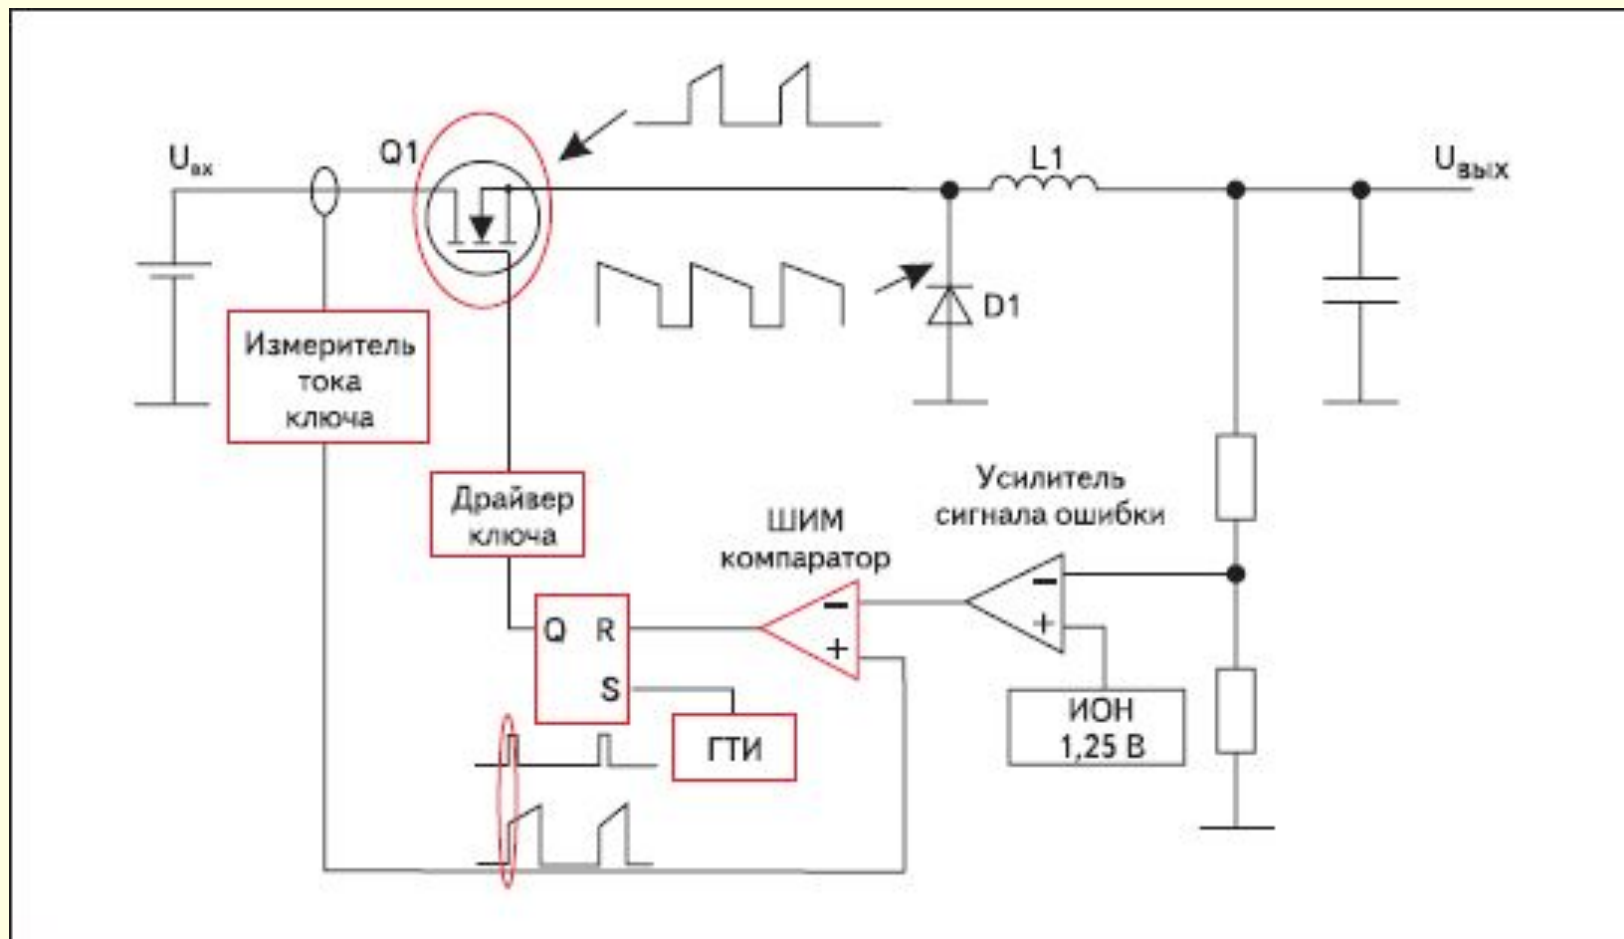 Uвх
Q1
L1
Uвых
D1
Измеритель
тока
ключа
Драйвер
ключа
ШИМ
компаратор
Усилитель
сигнала ошибки
−
+
−
+
Q R
S
ГТИ
ИОН
1,25 В